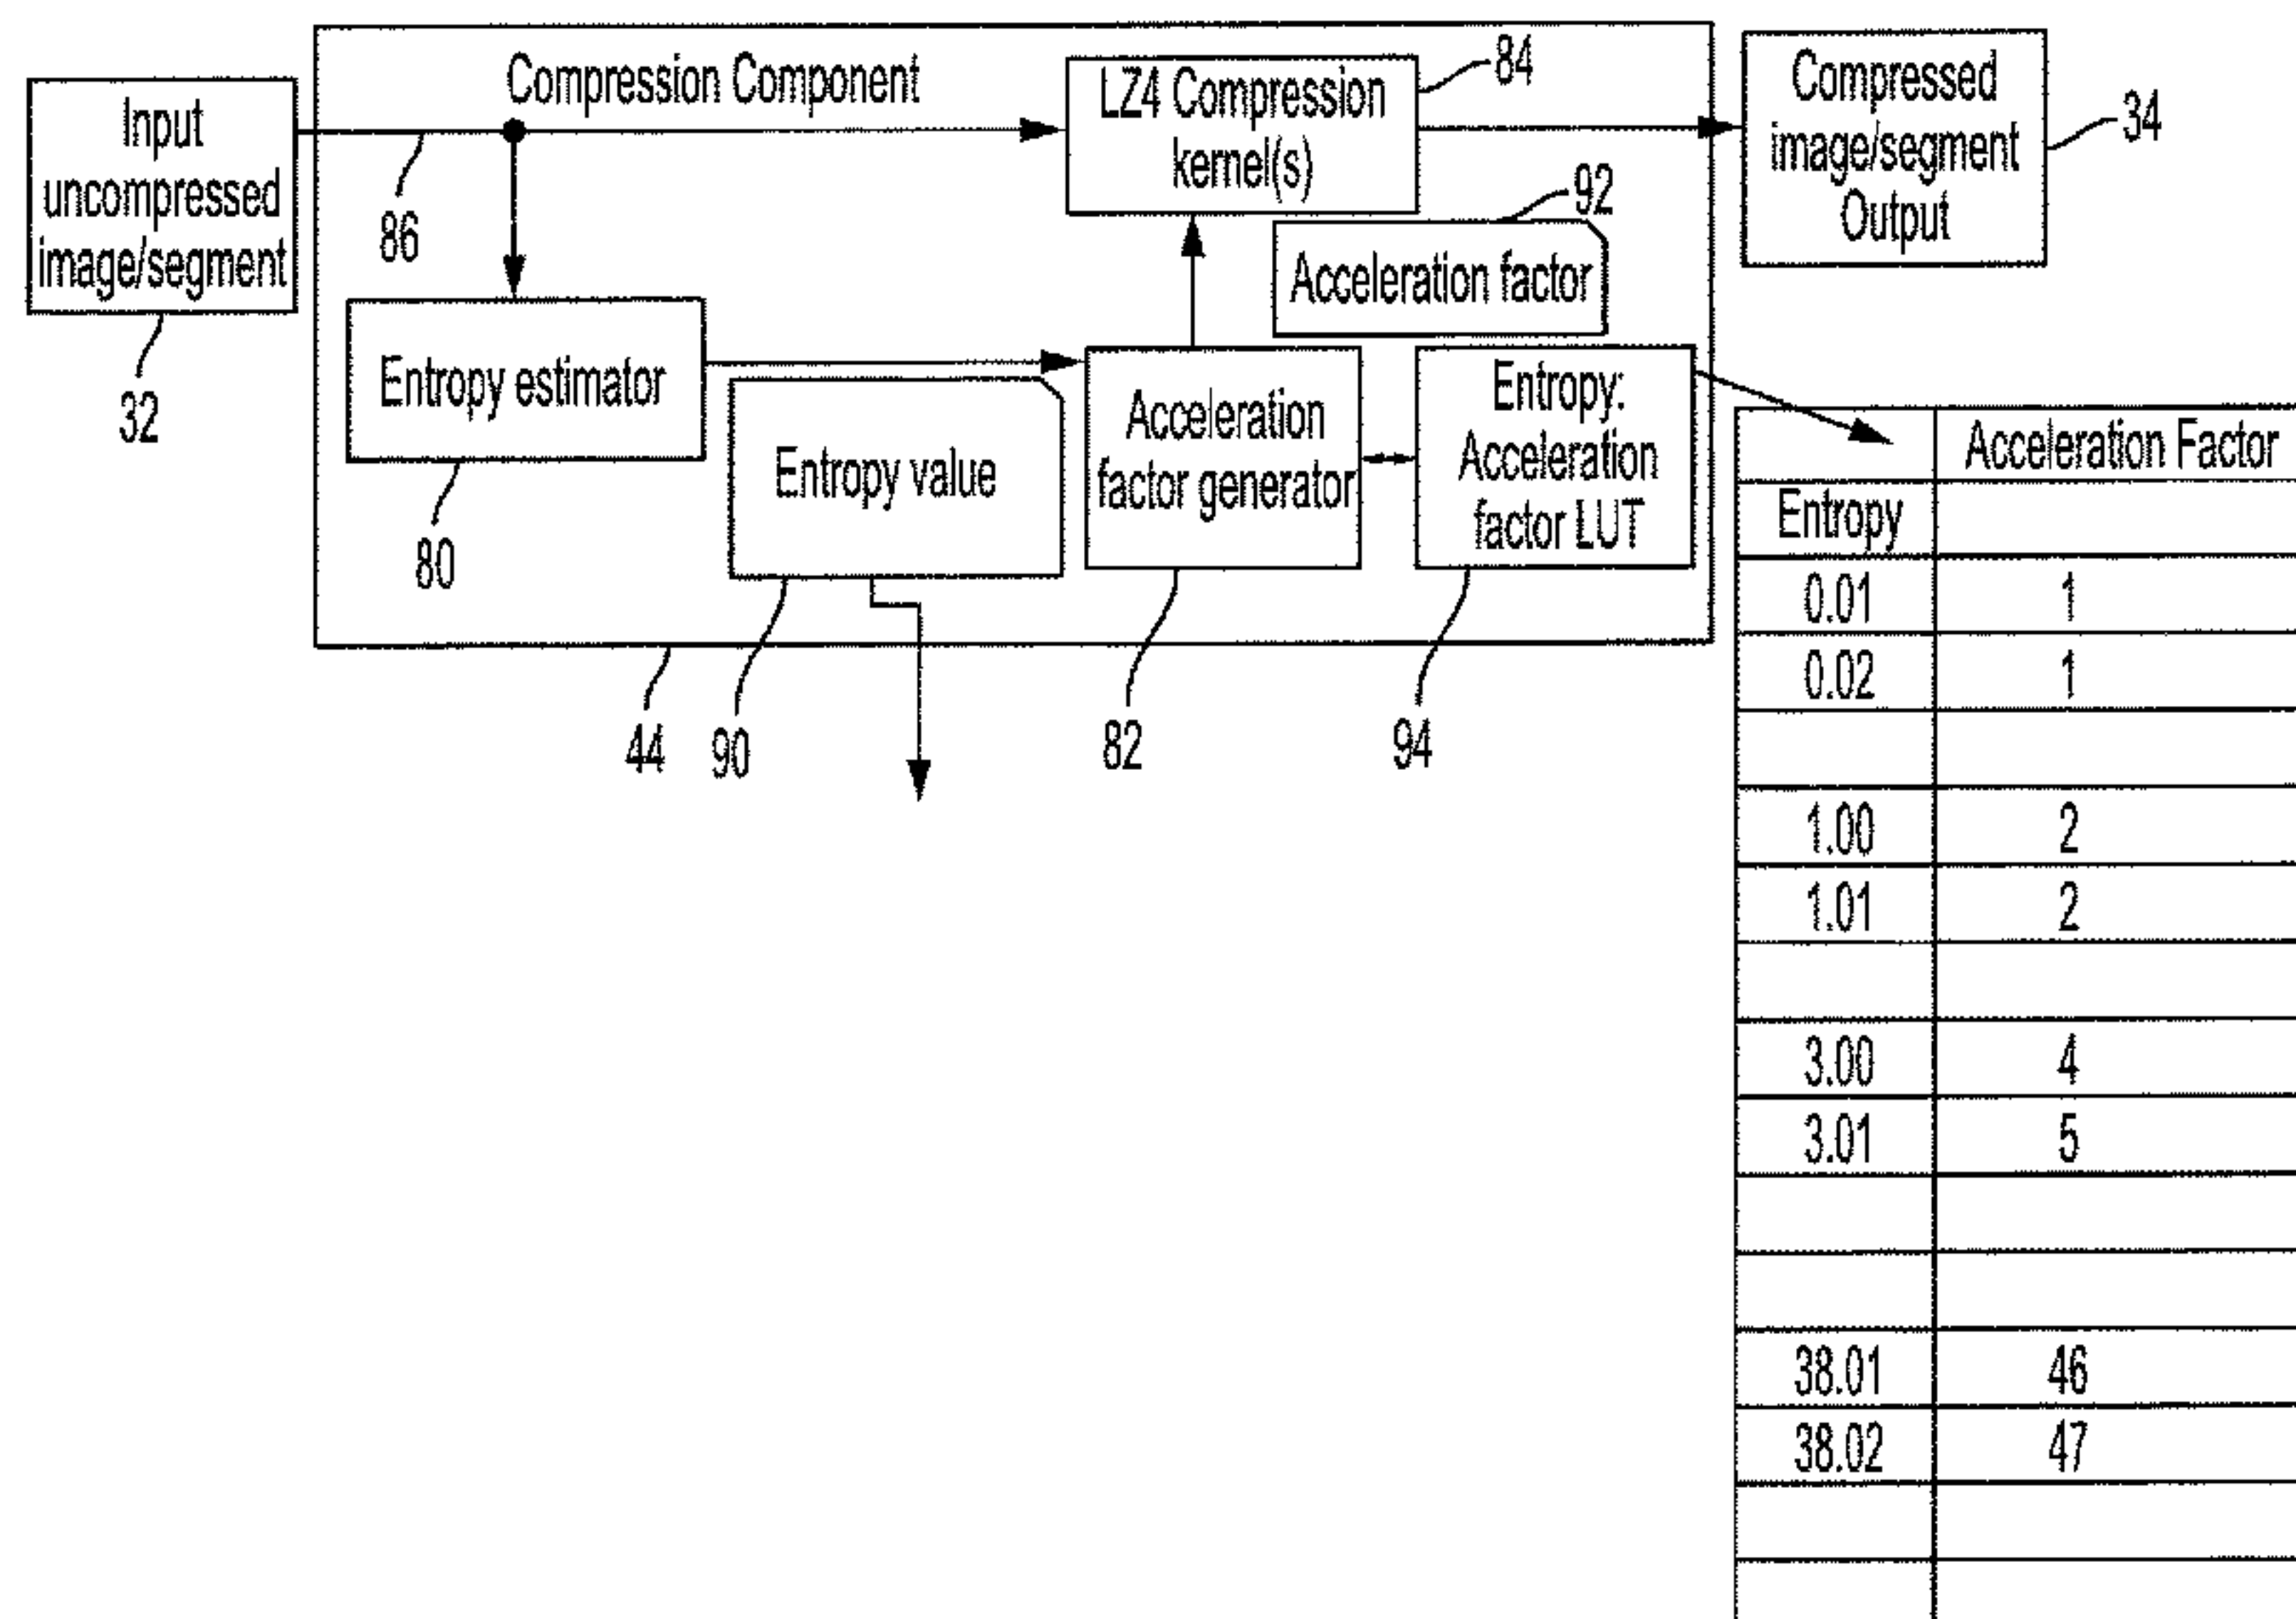 Compression Component
Input
uncompressed
image/segment
32
86
LZ4 Compression
kernel(s)
84
Compressed
image/segment
Output
34
92
Acceleration factor
Entropy estimator
80
Entropy value
90
Acceleration
factor generator
82
Entropy:
Acceleration
factor LUT
94
44
Acceleration Factor
Entropy
0.01 1
0.02 1
1.00 2
1.01 2
3.00 4
3.01 5
38.01 46
38.02 47